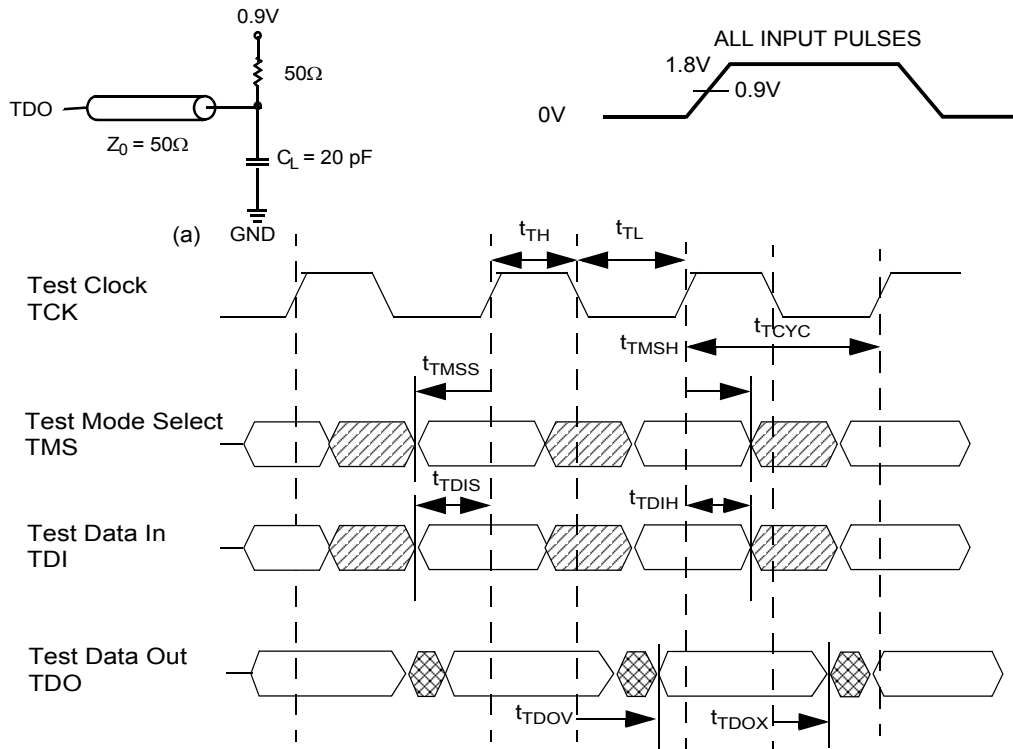 0.9V
50Ω
TDO
Z0 = 50Ω
CL = 20 pF
(a)
GND
ALL INPUT PULSES
1.8V
0.9V
0V
tTH
tTL
Test Clock
TCK
tTCYC
tTMSH
tTMSS
Test Mode Select
TMS
tTDIS
tTDIH
Test Data In
TDI
Test Data Out
TDO
tTDOV
tTDOX